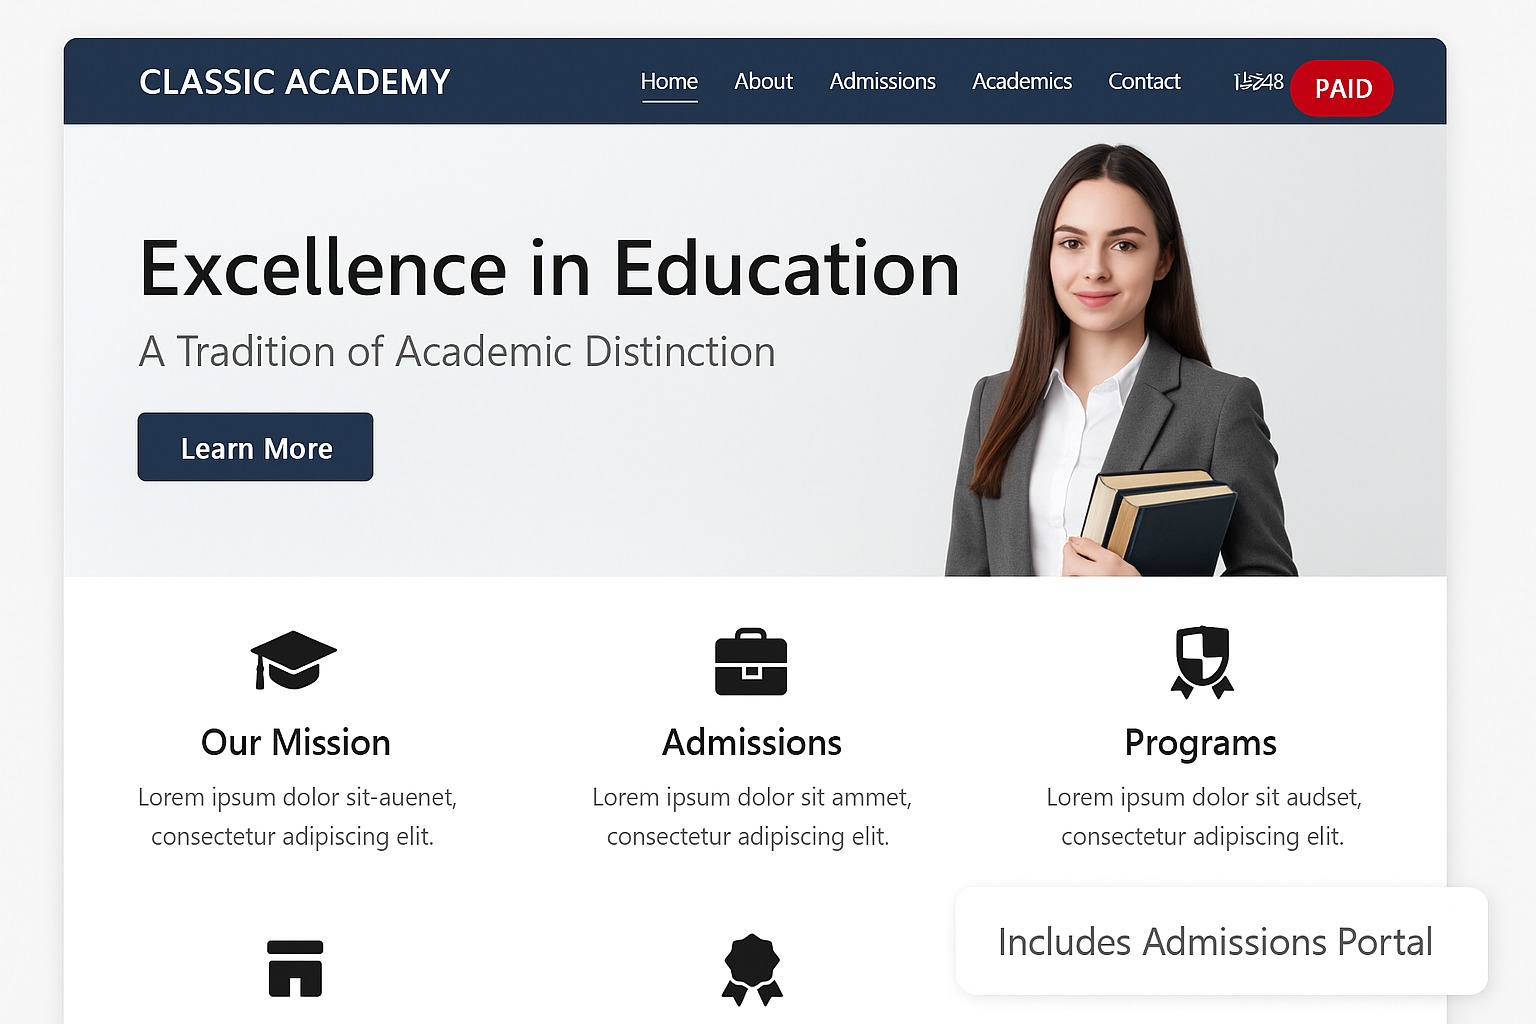 CLASSIC ACADEMY
Home About Admissions Academics Contact PAID
Excellence in Education
A Tradition of Academic Distinction
Learn More
Our Mission
Lorem ipsum dolor sit-auenet,
consectetur adipiscing elit.
Admissions
Lorem ipsum dolor sit ammet,
consectetur adipiscing elit.
Programs
Lorem ipsum dolor sit audset,
consectetur adipiscing elit.
Includes Admissions Portal